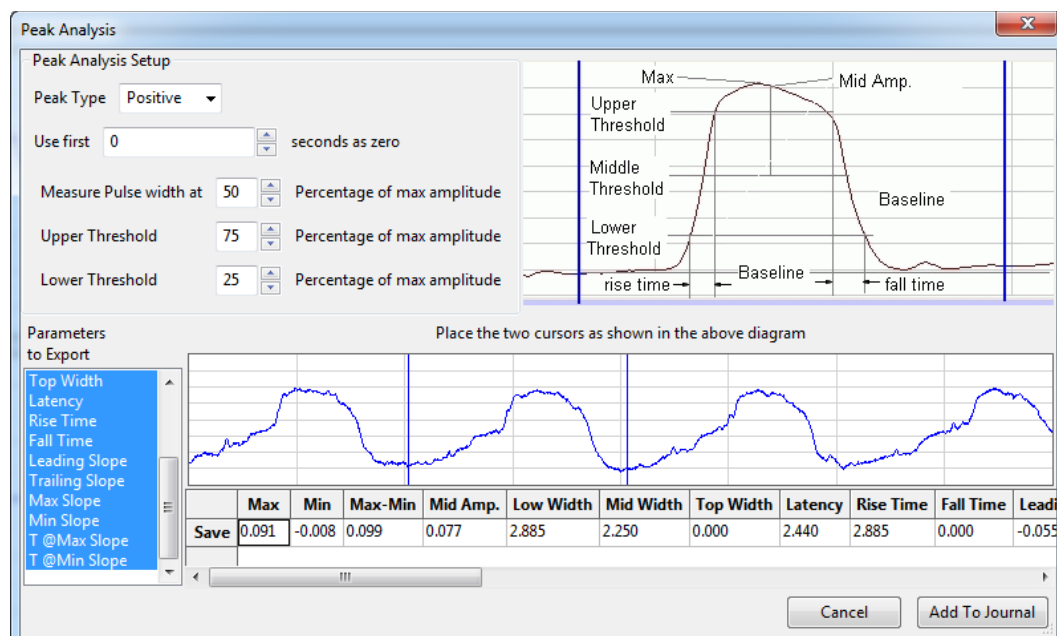 Peak Analysis
Peak Analysis Setup
Peak Type Positive
Use first 0 seconds as zero
Measure Pulse width at 50 Percentage of max amplitude
Upper Threshold 75 Percentage of max amplitude
Lower Threshold 25 Percentage of max amplitude
Max
Mid Amp.
Upper
Threshold
Middle
Threshold
Baseline
Lower
Threshold
Baseline
rise time
fall time
Parameters
to Export
Place the two cursors as shown in the above diagram
Top Width
Latency
Rise Time
Fall Time
Leading Slope
Trailing Slope
Max Slope
Min Slope
T @Max Slope
T @Min Slope
Max Min Max-Min Mid Amp. Low Width Mid Width Top Width Latency Rise Time Fall Time Leadi
Save 0.091 -0.008 0.099 0.077 2.885 2.250 0.000 2.440 2.885 0.000 -0.055
Cancel
Add To Journal